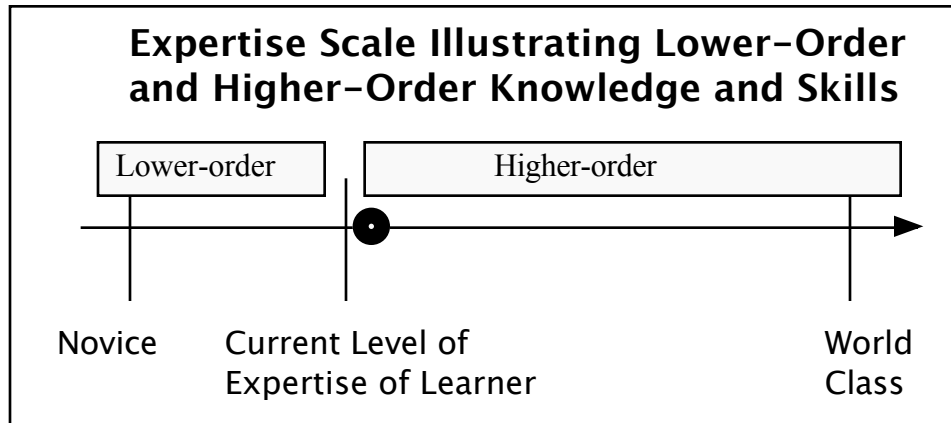 Expertise Scale Illustrating Lower–Order
and Higher–Order Knowledge and Skills
Lower-order
Higher-order
Novice
Current Level of
Expertise of Learner
World
Class